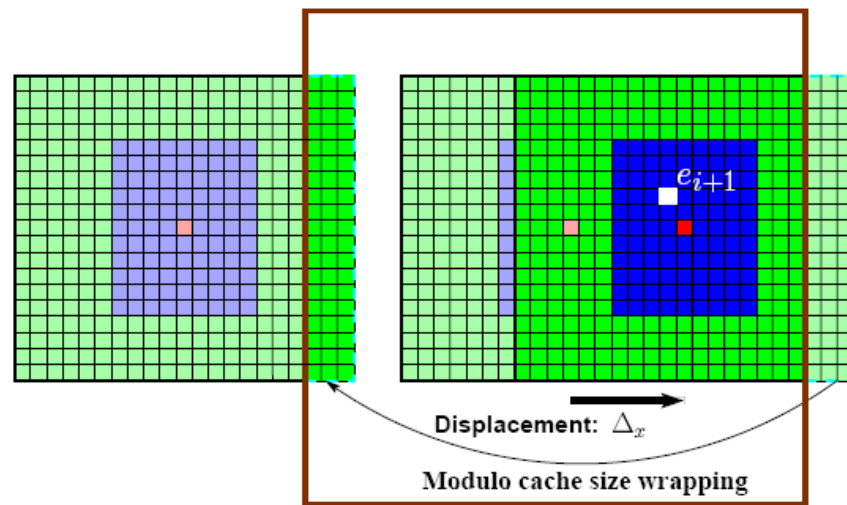 e_{i+1}
Displacement: Δ_x
Modulo cache size wrapping